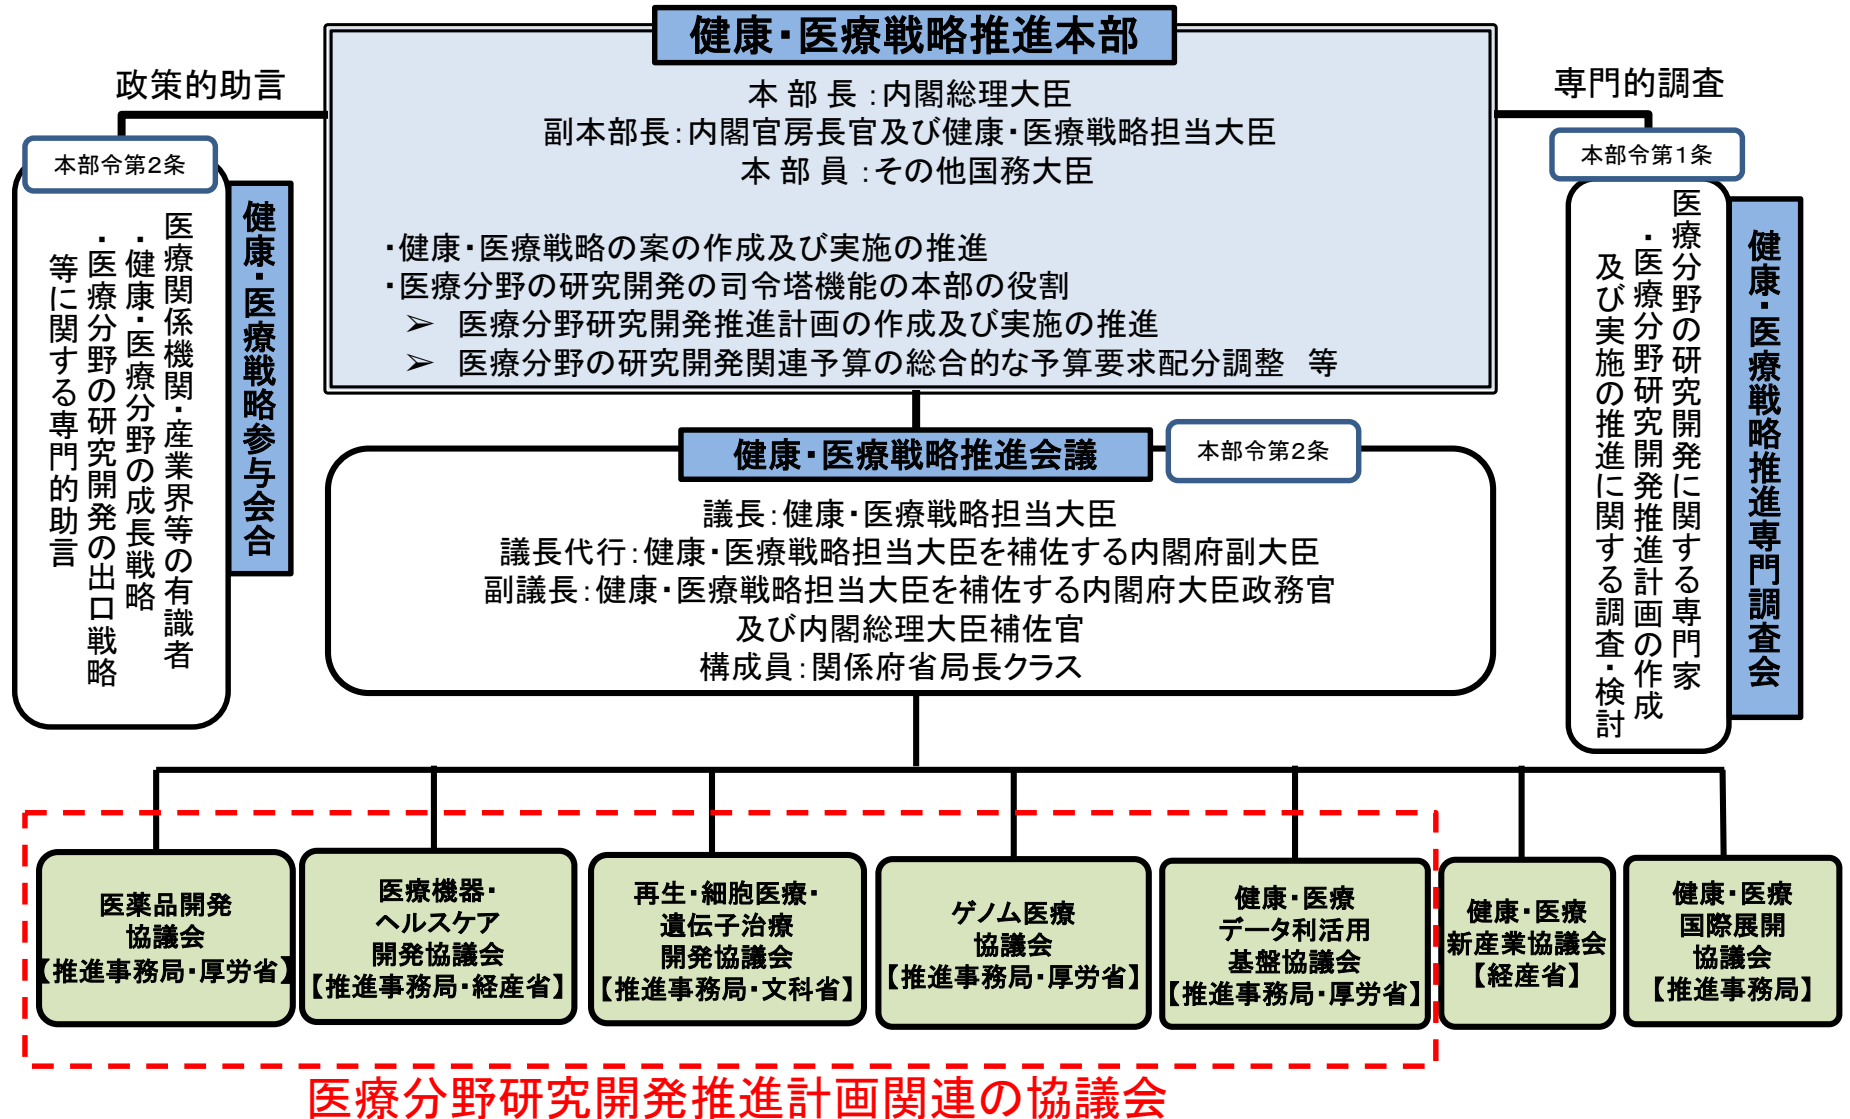 健康・医療戦略推進本部
本 部 長 ：内閣総理大臣
副本部長：内閣官房長官及び健康・医療戦略担当大臣
本 部 員 ：その他国務大臣
・健康・医療戦略の案の作成及び実施の推進
・医療分野の研究開発の司令塔機能の本部の役割
➢ 医療分野研究開発推進計画の作成及び実施の推進
➢ 医療分野の研究開発関連予算の総合的な予算要求配分調整　等
政策的助言
本部令第２条
健康・医療戦略参与会合
医療関係機関・産業界等の有識者
・健康・医療分野の成長戦略
・医療分野の研究開発の出口戦略
等に関する専門的助言
専門的調査
本部令第１条
健康・医療戦略推進専門調査会
医療分野の研究開発に関する専門家
・医療分野研究開発推進計画の作成
及び実施の推進に関する調査・検討
健康・医療戦略推進会議
本部令第２条
議長：健康・医療戦略担当大臣
議長代行：健康・医療戦略担当大臣を補佐する内閣府副大臣
副議長：健康・医療戦略担当大臣を補佐する内閣府大臣政務官
及び内閣総理大臣補佐官
構成員：関係府省局長クラス
医薬品開発
協議会
【推進事務局・厚労省】
医療機器・
ヘルスケア
開発協議会
【推進事務局・経産省】
再生・細胞医療・
遺伝子治療
開発協議会
【推進事務局・文科省】
ゲノム医療
協議会
【推進事務局・厚労省】
健康・医療
データ利活用
基盤協議会
【推進事務局・厚労省】
健康・医療
新産業協議会
【経産省】
健康・医療
国際展開
協議会
【推進事務局】
医療分野研究開発推進計画関連の協議会